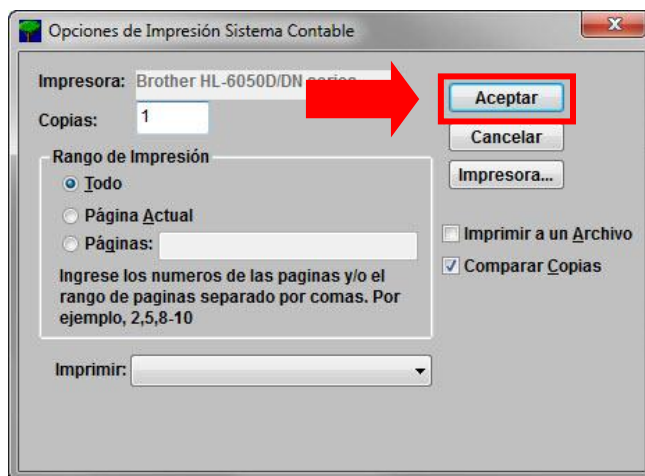 Opciones de Impresión Sistema Contable
Impresora: Brother HL-6050D/DN series
Copias: 1
Aceptar
Cancelar
Impresora...
Rango de Impresión
Todo
Página Actual
Páginas:
Ingrese los numeros de las paginas y/o el
rango de paginas separado por comas. Por
ejemplo, 2,5,8-10
Imprimir a un Archivo
Comparar Copias
Imprimir: